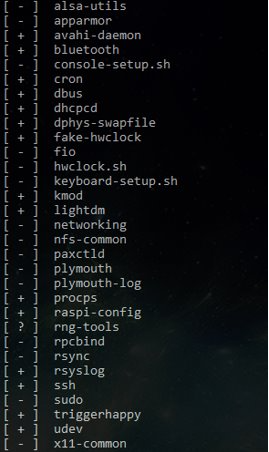 [ - ]  alsa-utils
[ - ]  apparmor
[ + ]  avahi-daemon
[ + ]  bluetooth
[ - ]  console-setup.sh
[ + ]  cron
[ + ]  dbus
[ + ]  dhcpcd
[ + ]  dphys-swapfile
[ + ]  fake-hwclock
[ - ]  fio
[ - ]  hwclock.sh
[ - ]  keyboard-setup.sh
[ + ]  kmod
[ + ]  lightdm
[ - ]  networking
[ - ]  nfs-common
[ - ]  paxctld
[ - ]  plymouth
[ - ]  plymouth-log
[ + ]  procps
[ + ]  raspi-config
[ ? ]  rng-tools
[ - ]  rpcbind
[ - ]  rsync
[ + ]  rsyslog
[ + ]  ssh
[ - ]  sudo
[ + ]  triggerhappy
[ + ]  udev
[ - ]  x11-common